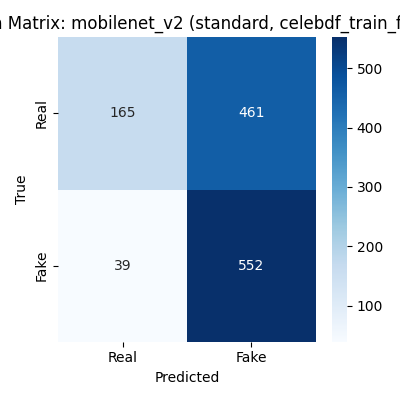 Matrix: mobilenet_v2 (standard, celebdf_train_f
Real
165
461
Fake
39
552
True
Real
Fake
Predicted
500
400
300
200
100